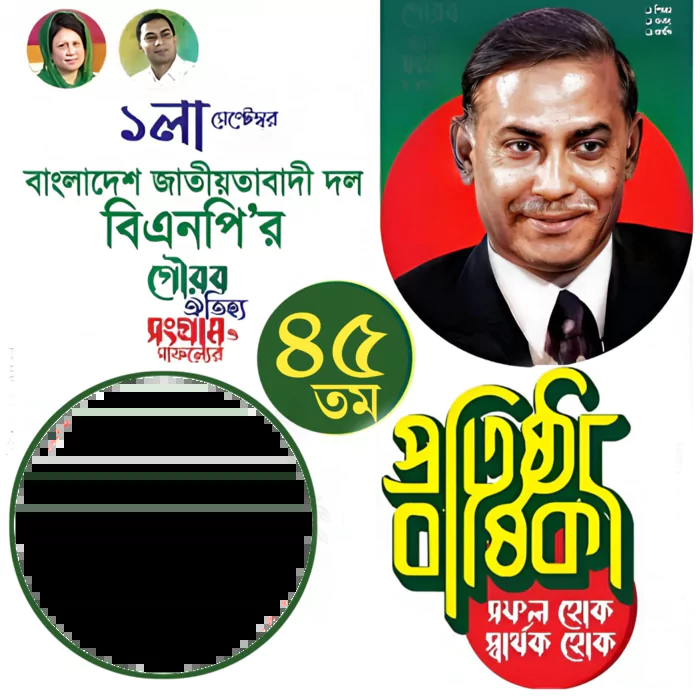 ১লা সেপ্টেম্বর
বাংলাদেশ জাতীয়তাবাদী দল
বিএনপি'র
গৌরব
ঐতিহ্য
সংগ্রাম ও
সাফল্যের
৪৫
তম
প্রতিষ্ঠা
বার্ষিকী
সফল হোক
স্বার্থক হোক